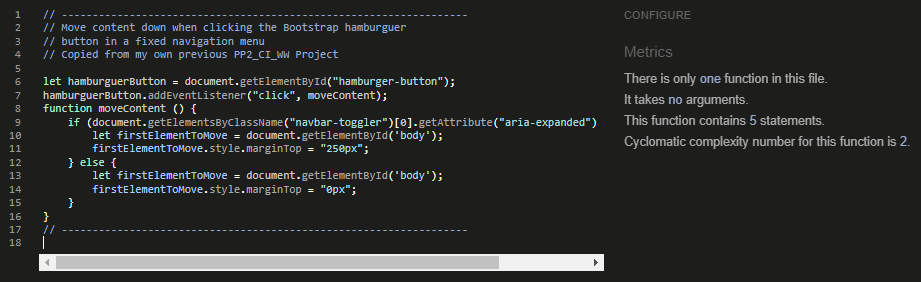 1 // ------------------------------------------------------------------
2 // Move content down when clicking the Bootstrap hamburguer
3 // button in a fixed navigation menu
4 // Copied from my own previous PP2_CI_WW Project
5
6 let hamburguerButton = document.getElementById("hamburger-button");
7 hamburguerButton.addEventListener("click", moveContent);
8 function moveContent () {
9     if (document.getElementsByClassName("navbar-toggler")[0].getAttribute("aria-expanded")
10         let firstElementToMove = document.getElementById('body');
11         firstElementToMove.style.marginTop = "250px";
12     } else {
13         let firstElementToMove = document.getElementById('body');
14         firstElementToMove.style.marginTop = "0px";
15     }
16 }
17 // ------------------------------------------------------------------
18
CONFIGURE
Metrics
There is only one function in this file.
It takes no arguments.
This function contains 5 statements.
Cyclomatic complexity number for this function is 2.